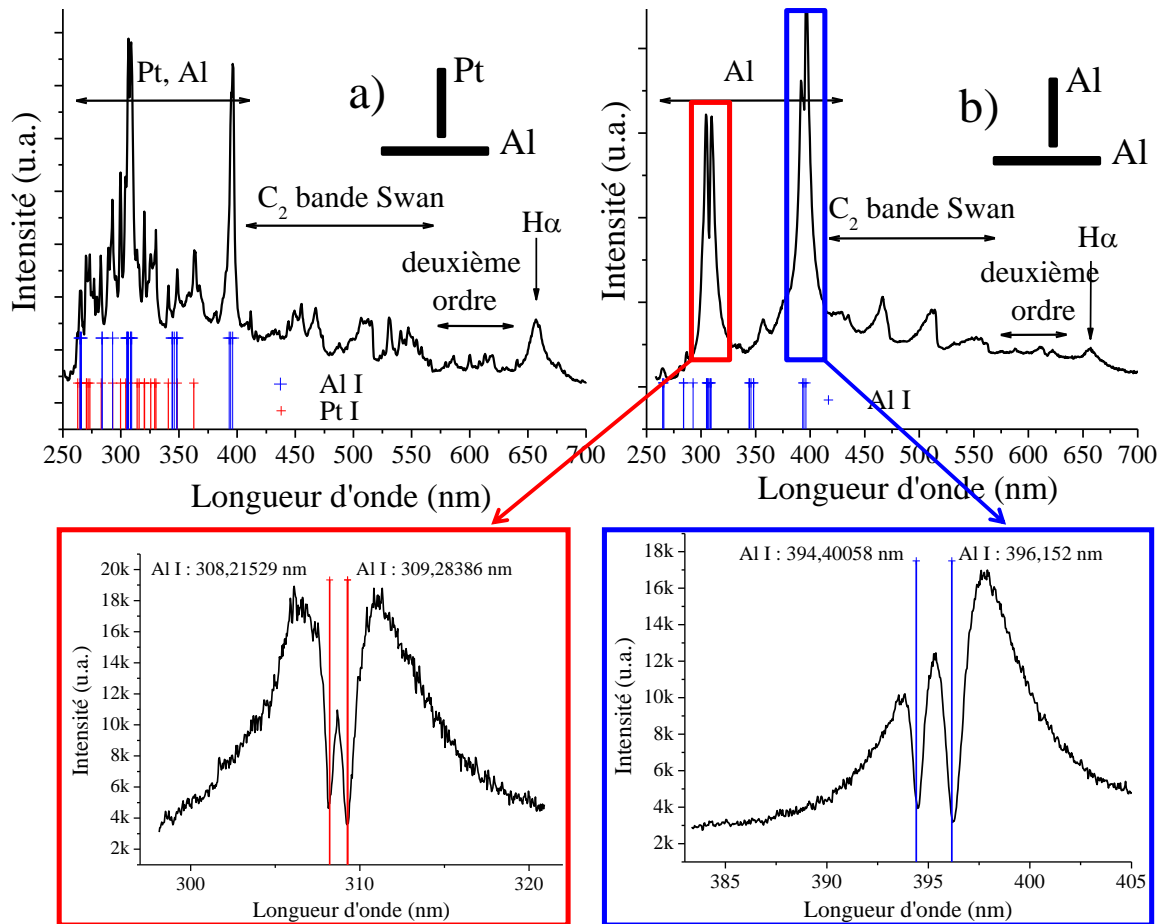 a)
Pt, Al
Pt
Al
C₂ bande Swan
deuxième
ordre
Hα
Al I
Pt I
Intensité (u.a.)
250 300 350 400 450 500 550 600 650 700
Longueur d'onde (nm)
b)
Al
Al
Al
C₂ bande Swan
deuxième
ordre
Hα
Al I
Intensité (u.a.)
250 300 350 400 450 500 550 600 650 700
Longueur d'onde (nm)
Al I : 308,21529 nm
Al I : 309,28386 nm
20k
18k
16k
14k
12k
10k
8k
6k
4k
2k
Intensité (u.a.)
300 310 320
Longueur d'onde (nm)
Al I : 394,40058 nm
Al I : 396,152 nm
18k
16k
14k
12k
10k
8k
6k
4k
2k
Intensité (u.a.)
385 390 395 400 405
Longueur d'onde (nm)